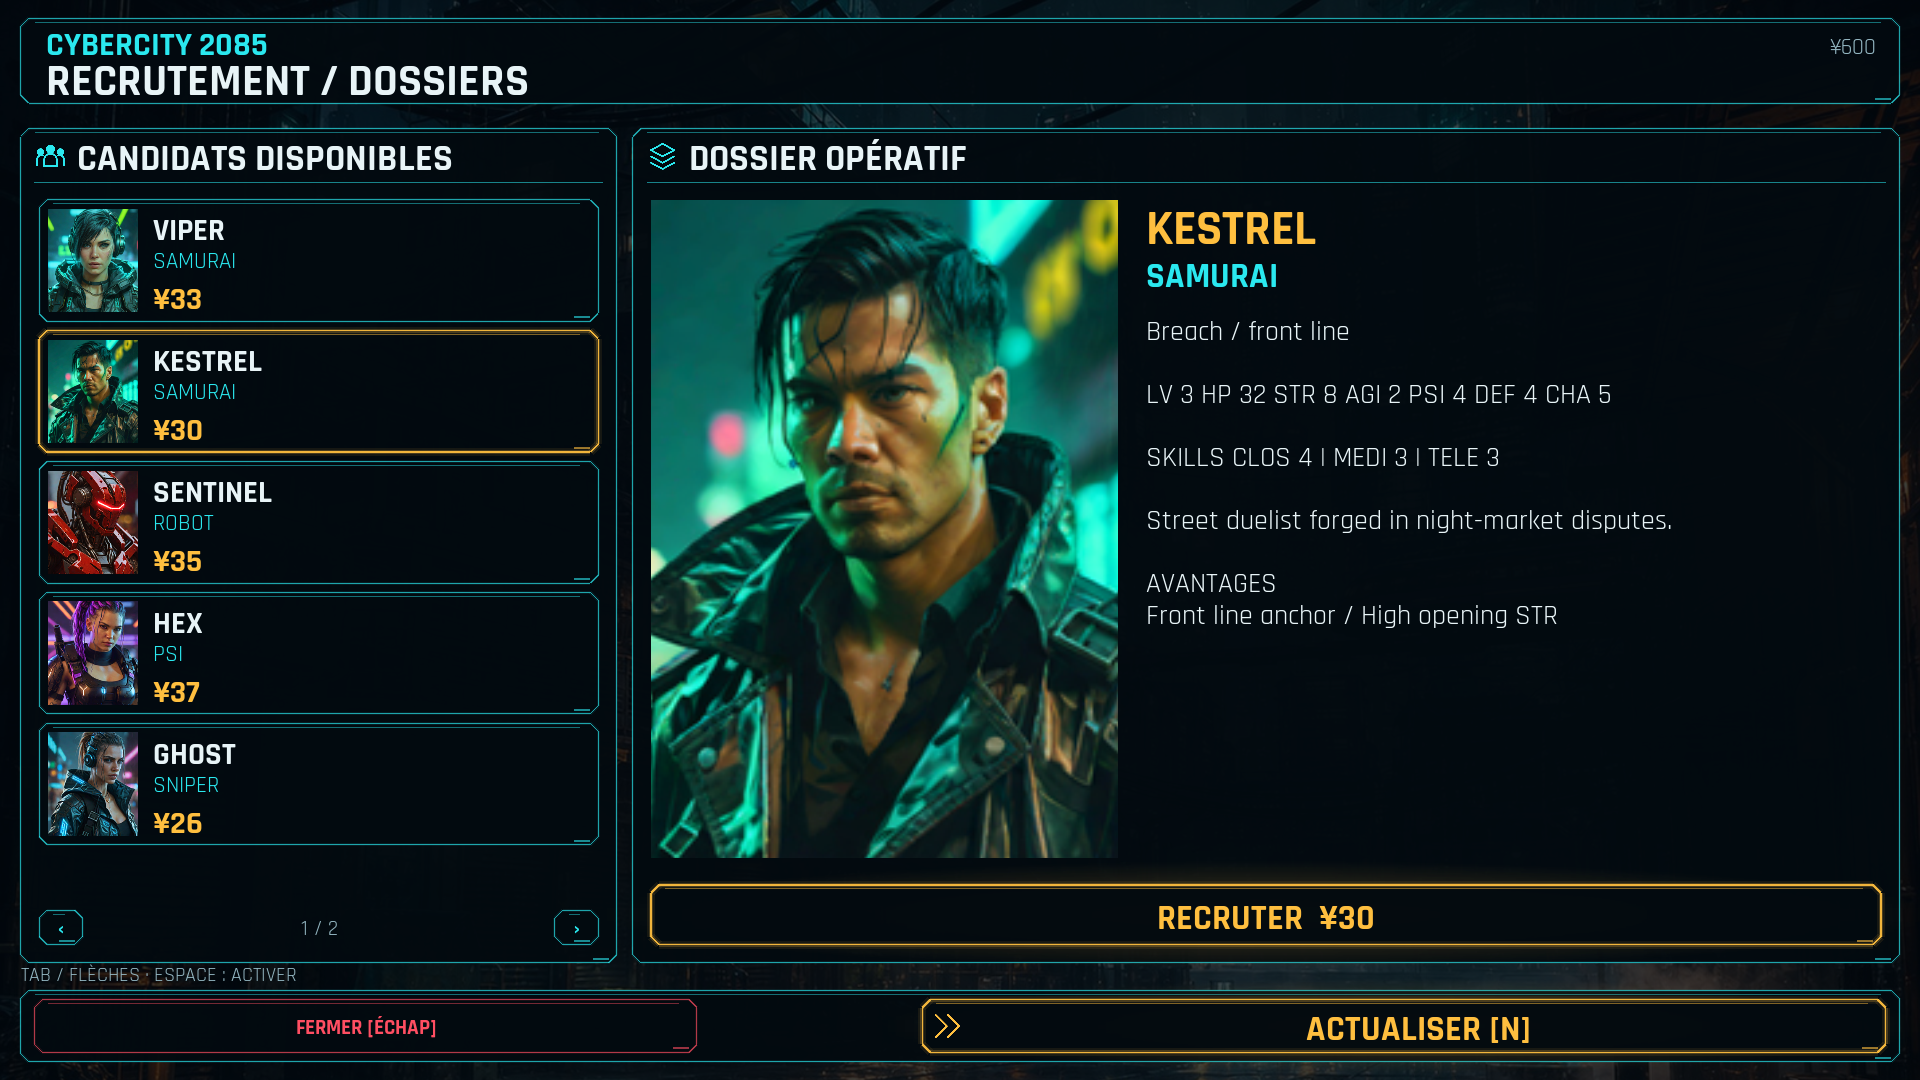 CYBERCITY 2085
RECRUTEMENT / DOSSIERS
¥600
CANDIDATS DISPONIBLES
VIPER
SAMURAI
¥33
KESTREL
SAMURAI
¥30
SENTINEL
ROBOT
¥35
HEX
PSI
¥37
GHOST
SNIPER
¥26
‹
1 / 2
›
DOSSIER OPÉRATIF
KESTREL
SAMURAI
Breach / front line
LV 3 HP 32 STR 8 AGI 2 PSI 4 DEF 4 CHA 5
SKILLS CLOS 4 | MEDI 3 | TELE 3
Street duelist forged in night-market disputes.
AVANTAGES
Front line anchor / High opening STR
RECRUTER ¥30
TAB / FLÈCHES · ESPACE : ACTIVER
FERMER [ÉCHAP]
ACTUALISER [N]